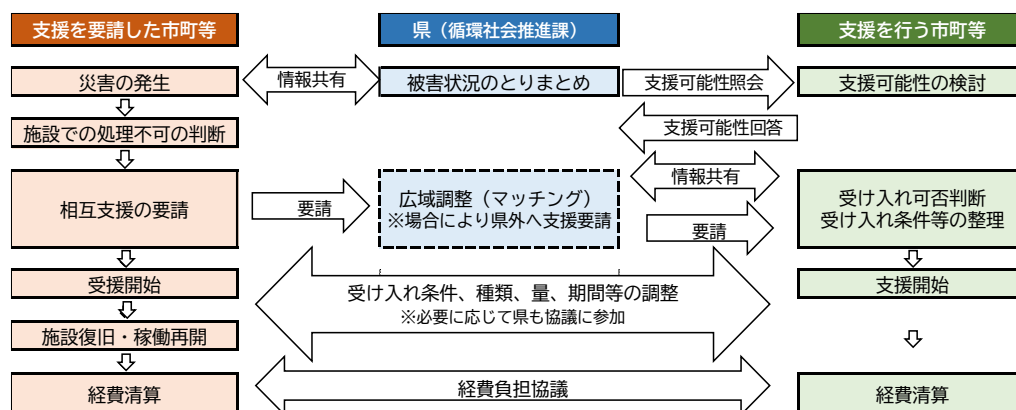 支援を要請した市町等
県（循環社会推進課）
支援を行う市町等
災害の発生
情報共有
被害状況のとりまとめ
支援可能性照会
支援可能性の検討
施設での処理不可の判断
支援可能性回答
情報共有
相互支援の要請
要請
広域調整（マッチング）
※場合により県外へ支援要請
要請
受け入れ可否判断
受け入れ条件等の整理
受援開始
受け入れ条件、種類、量、期間等の調整
※必要に応じて県も協議に参加
支援開始
施設復旧・稼働再開
経費清算
経費負担協議
経費清算